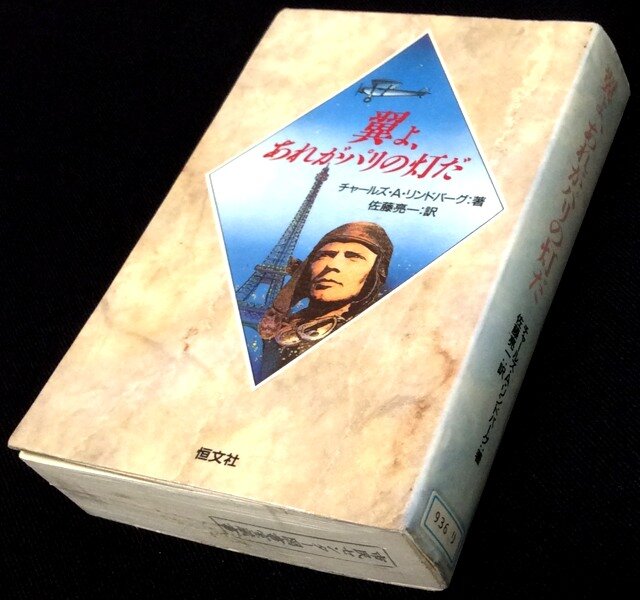 翼よ、
あれがパリの灯だ
チャールズ・A・リンドバーグ:著
佐藤亮一:訳
恒文社
翼よ、あれがパリの灯だ
チャールズ・A・リンドバーグ:著
佐藤亮一:訳
936 リ